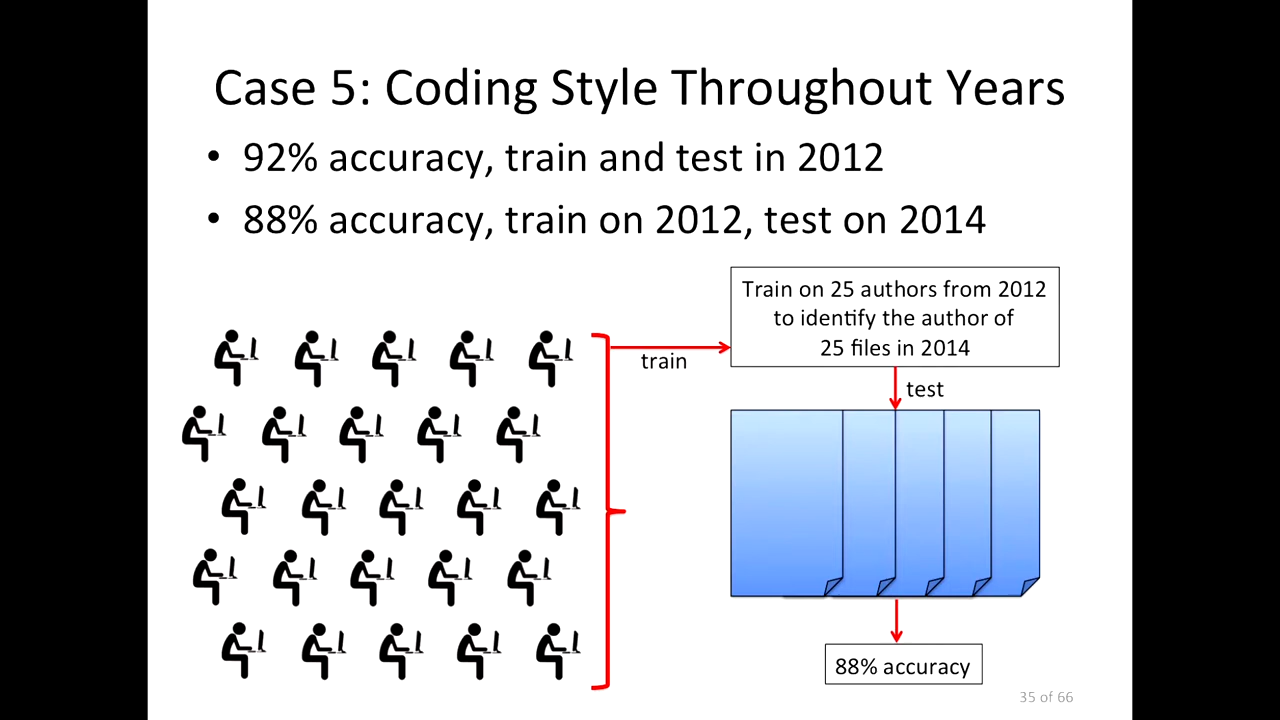 Case 5: Coding Style Throughout Years
• 92% accuracy, train and test in 2012
• 88% accuracy, train on 2012, test on 2014
Train on 25 authors from 2012
to identify the author of
25 files in 2014
train
test
88% accuracy
35 of 66